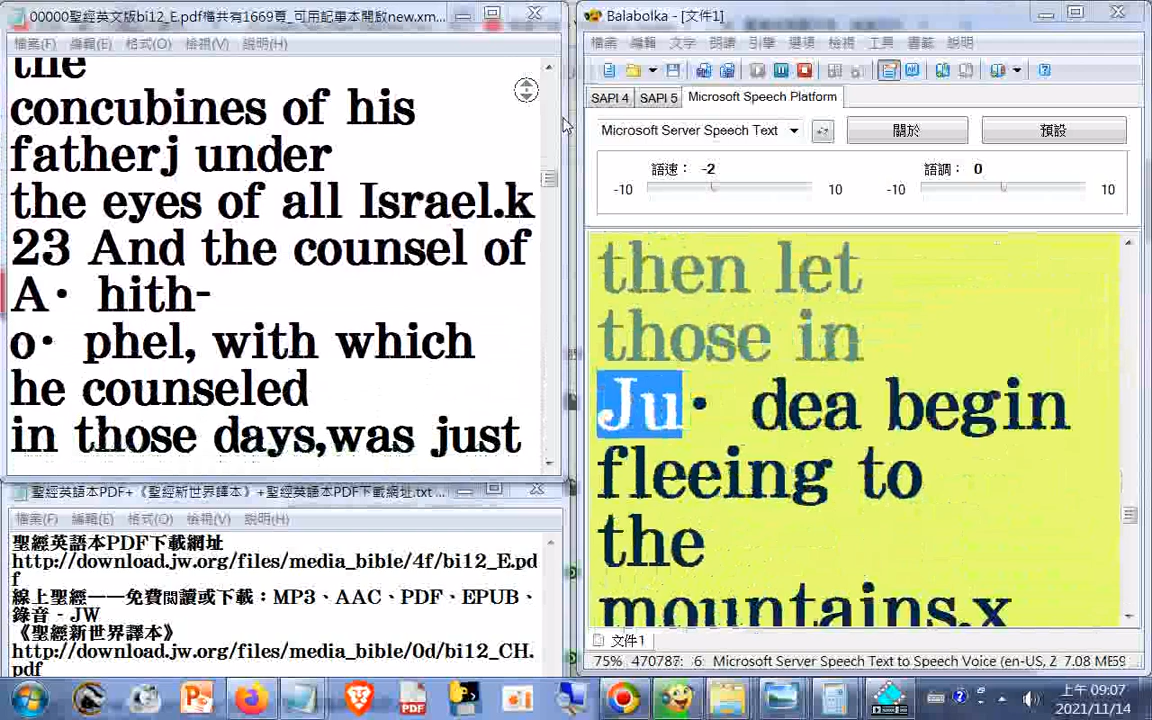 00000聖經英文版bi12_E.pdf檔共有1669頁_可用記事本開啟new.xm...
檔案(F) 編輯(E) 格式(O) 檢視(V) 說明(H)
the
concubines of his
fatherj under
the eyes of all Israel.k
23 And the counsel of
A· hith-
o· phel, with which
he counseled
in those days,was just
聖經英語本PDF+《聖經新世界譯本》+聖經英語本PDF下載網址.txt ...
檔案(F) 編輯(E) 格式(O) 檢視(V) 說明(H)
聖經英語本PDF下載網址
http://download.jw.org/files/media_bible/4f/bi12_E.pd
f
線上聖經——免費閱讀或下載：MP3、AAC、PDF、EPUB、
錄音 - JW
《聖經新世界譯本》
http://download.jw.org/files/media_bible/0d/bi12_CH.
pdf
Balabolka - [文件1]
檔案 編輯 文字 朗讀 引擎 選項 檢視 工具 書籤 說明
SAPI 4 SAPI 5 Microsoft Speech Platform
Microsoft Server Speech Text 關於 預設
語速： -2 語調： 0
-10 10 -10 10
then let
those in
Ju· dea begin
fleeing to
the
mountains.x
文件1
75% 470787: 6: Microsoft Server Speech Text to Speech Voice (en-US, Z 7.08 ME59
上午 09:07
2021/11/14